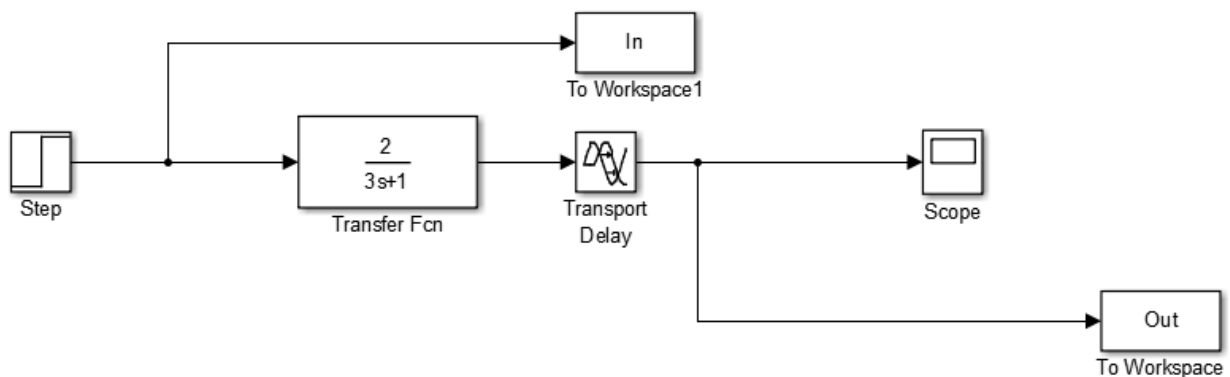 In
To Workspace1
Step
2
3s+1
Transfer Fcn
Transport
Delay
Scope
Out
To Workspace